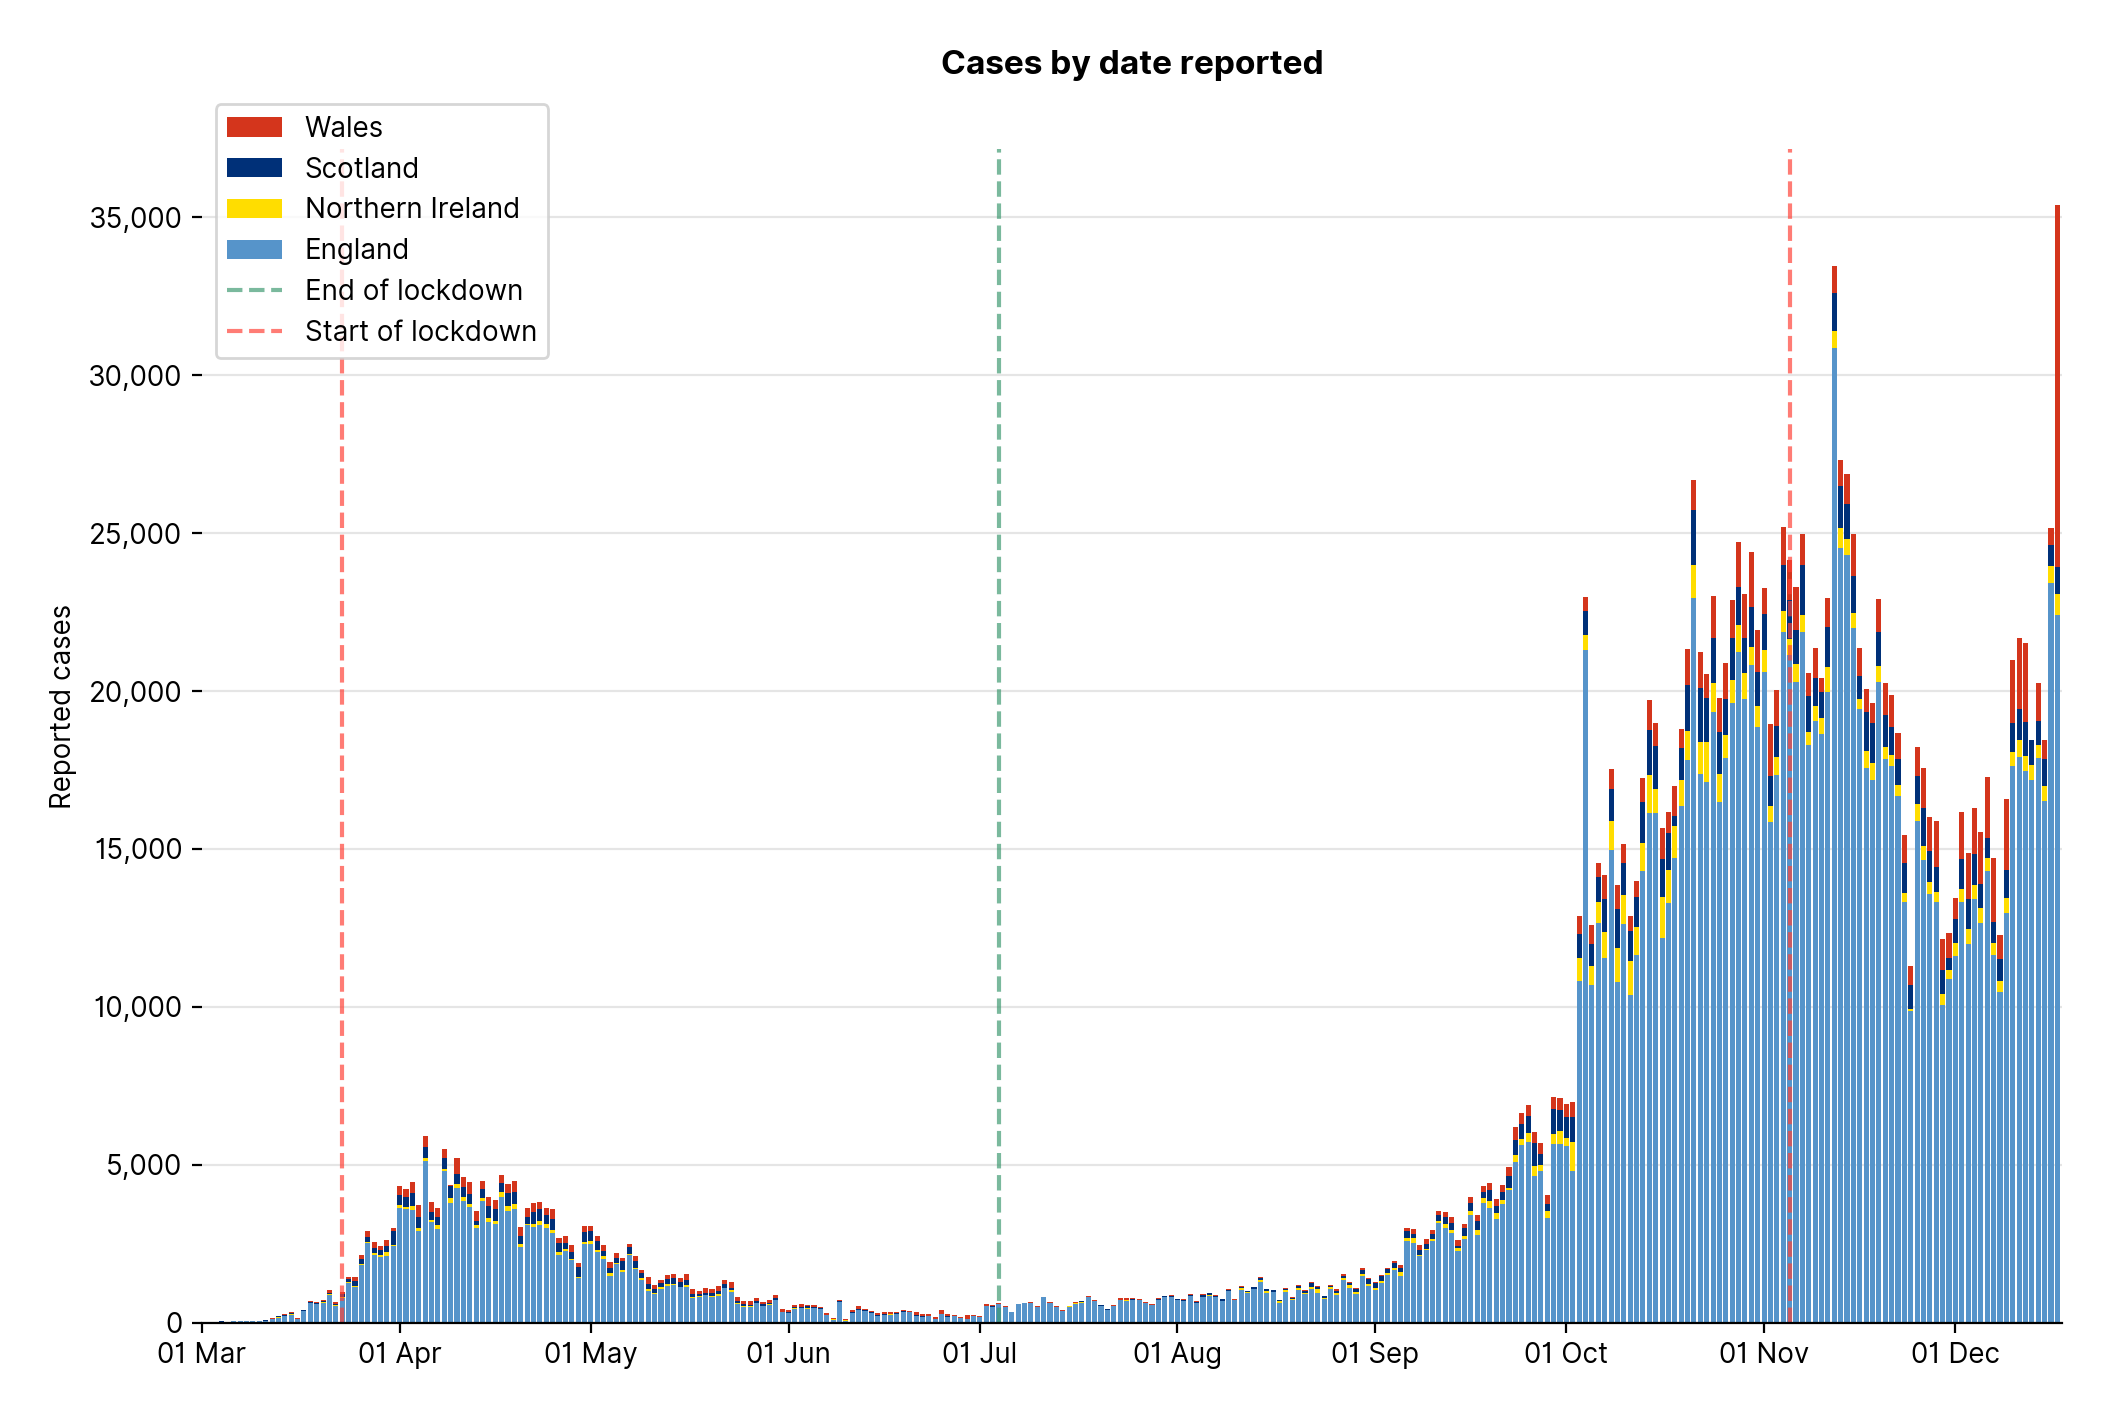 Cases by date reported
Wales
Scotland
Northern Ireland
England
End of lockdown
Start of lockdown
Reported cases
35,000
30,000
25,000
20,000
15,000
10,000
5,000
0
01 Mar
01 Apr
01 May
01 Jun
01 Jul
01 Aug
01 Sep
01 Oct
01 Nov
01 Dec